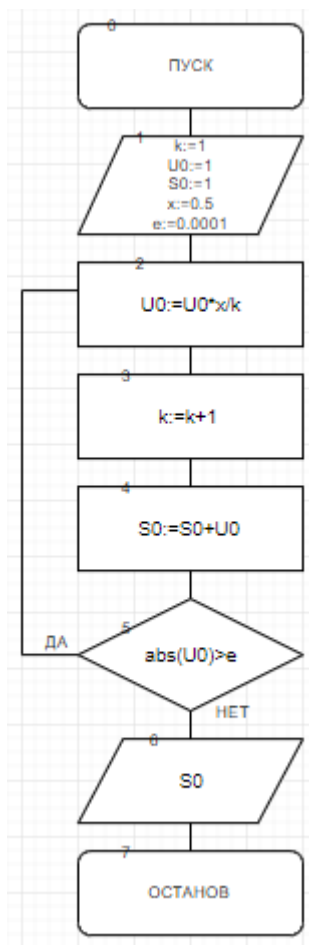 0
ПУСК
1
k:=1
U0:=1
S0:=1
x:=0.5
e:=0.0001
2
U0:=U0*x/k
3
k:=k+1
4
S0:=S0+U0
5
ДА
abs(U0)>e
НЕТ
6
S0
7
ОСТАНОВ